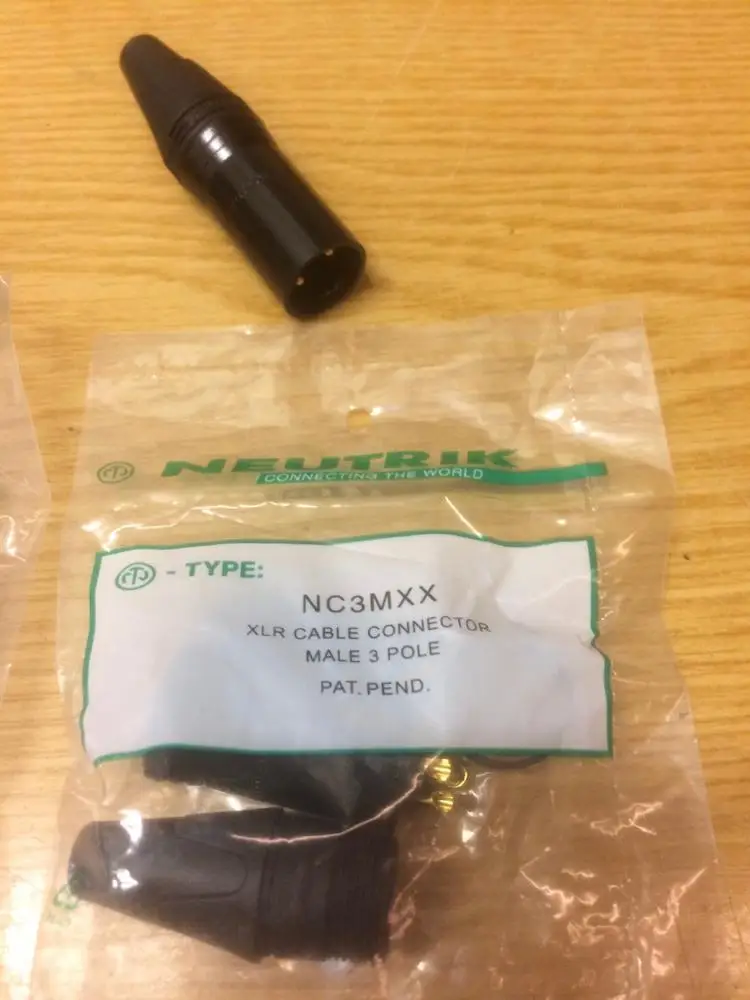 NEUTRIK
CONNECTING THE WORLD
- TYPE:
NC3MXX
XLR CABLE CONNECTOR
MALE 3 POLE
PAT. PEND.